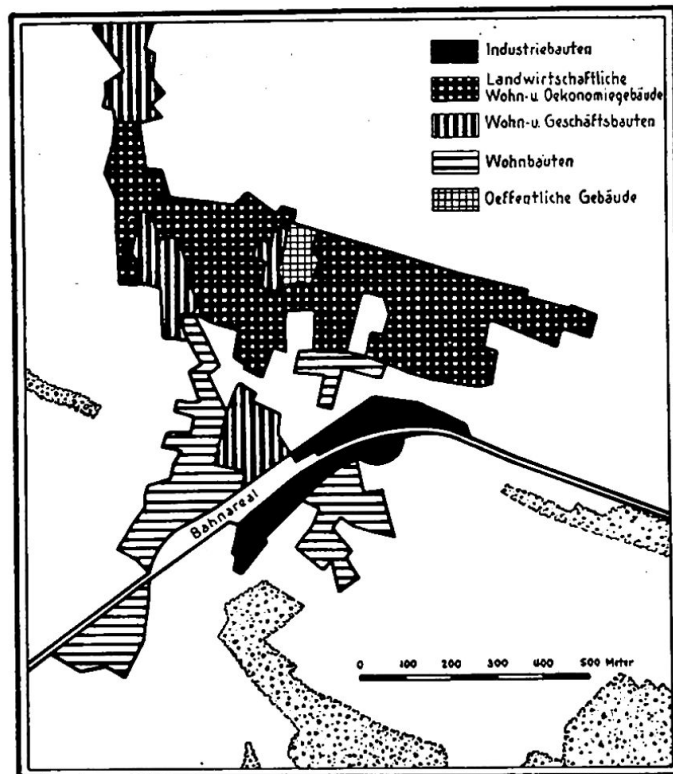 Industriebauten
Landwirtschaftliche
Wohn-u. Oekonomiegebäude
Wohn-u. Geschäftsbauten
Wohnbauten
Oeffentliche Gebäude
Bahnareal
0 100 200 300 400 500 Meter